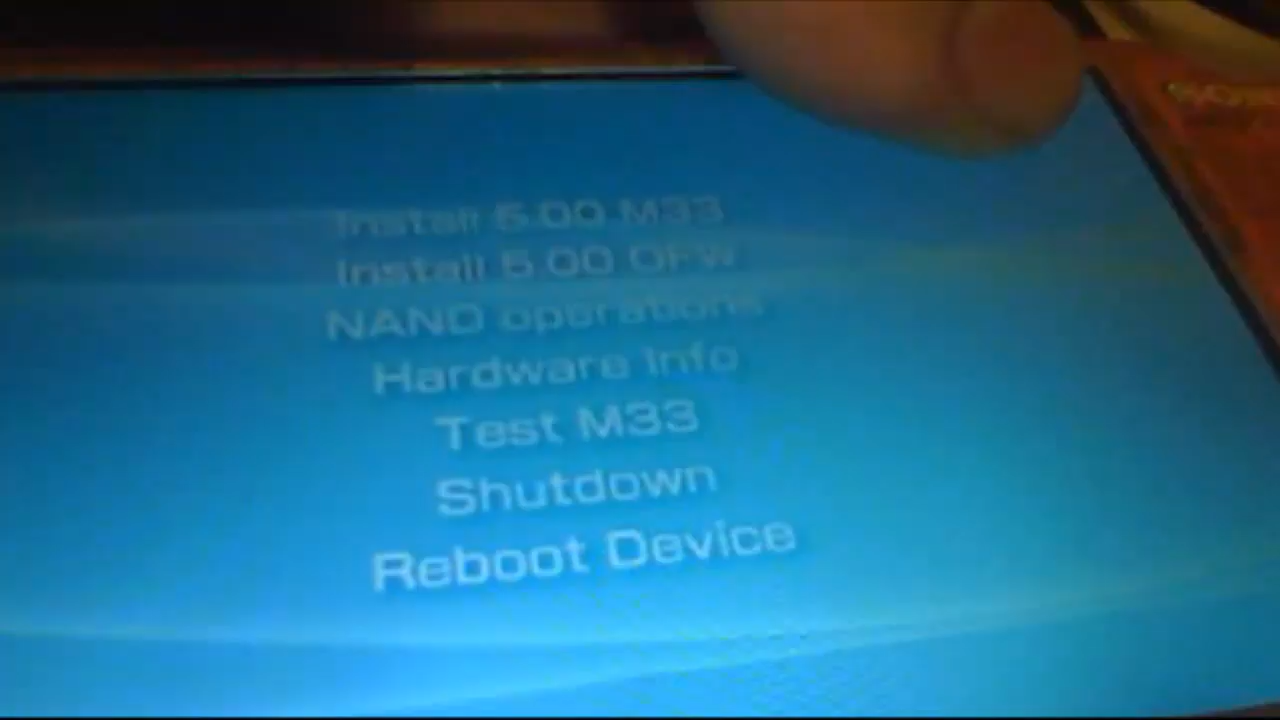 Install 5.00 M33
Install 5.00 OFW
NAND operations
Hardware Info
Test M33
Shutdown
Reboot Device